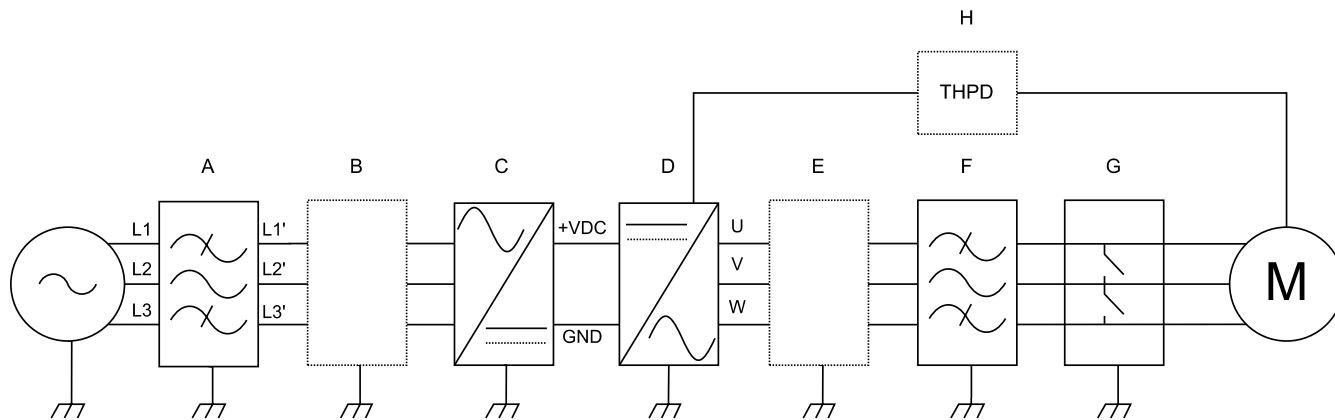 H
THPD
A B C D E F G
L1 L1' +VDC U
L2 L2' V
L3 L3' GND W
M